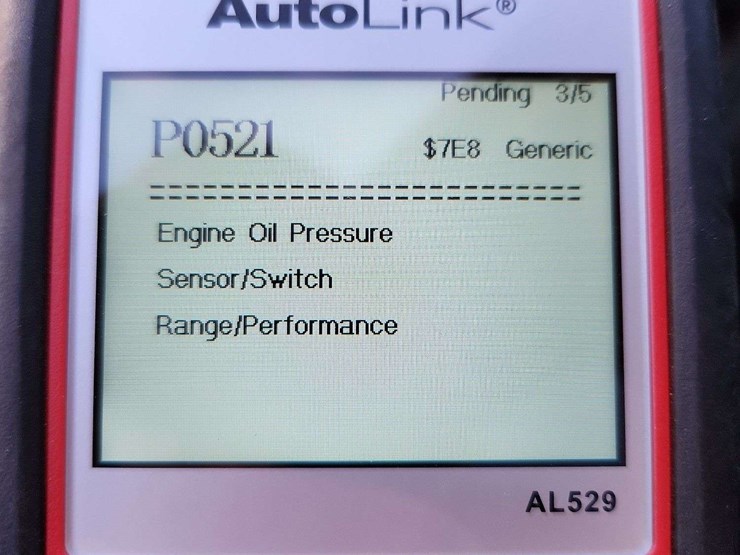 AutoLink®
Pending 3/5
P0521
$7E8 Generic
==============================
Engine Oil Pressure
Sensor/Switch
Range/Performance
AL529